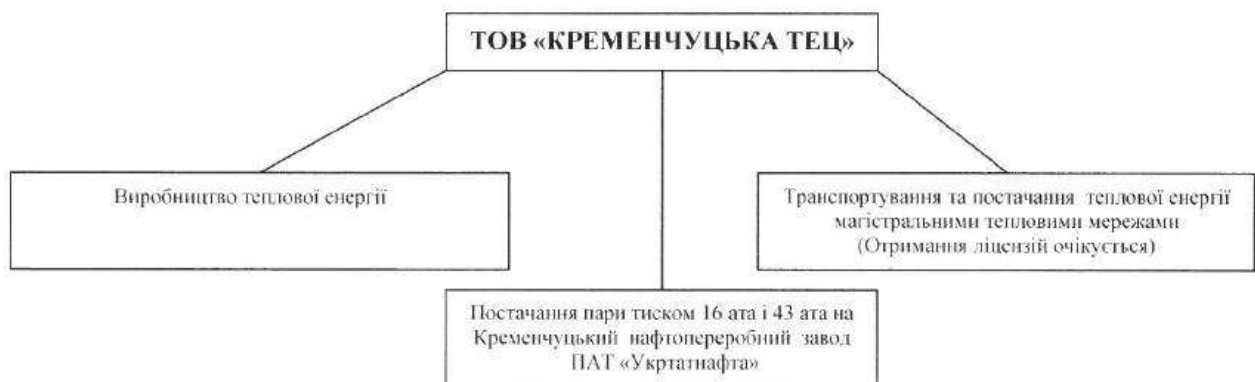 ТОВ «КРЕМЕНЧУЦЬКА ТЕЦ»
Виробництво теплової енергії
Транспортування та постачання теплової енергії
магістральними тепловими мережами
(Отримання ліцензій очікується)
Постачання пари тиском 16 ата і 43 ата на
Кременчуцький нафтопереробний завод
ПАТ «Укртатнафта»